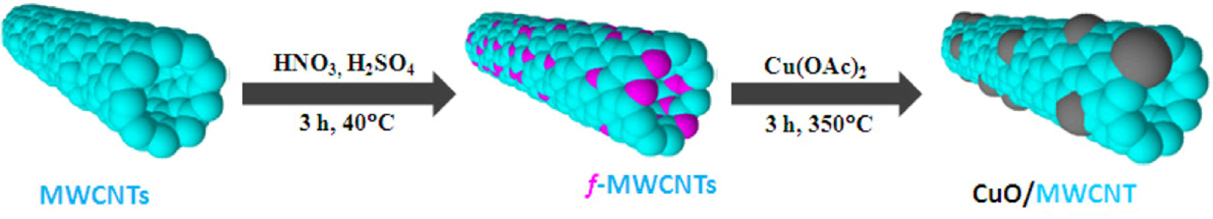 HNO₃, H₂SO₄
3 h, 40°C
Cu(OAc)₂
3 h, 350°C
MWCNTs
f-MWCNTs
CuO/MWCNT